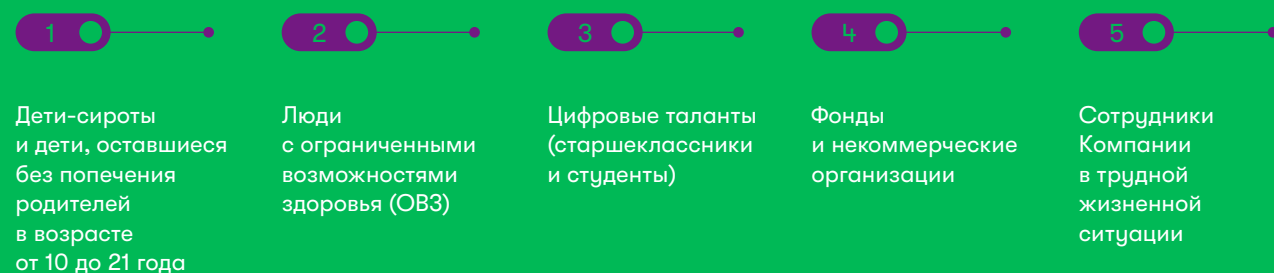 1
Дети-сироты
и дети, оставшиеся
без попечения
родителей
в возрасте
от 10 до 21 года
2
Люди
с ограниченными
возможностями
здоровья (ОВЗ)
3
Цифровые таланты
(старшеклассники
и студенты)
4
Фонды
и некоммерческие
организации
5
Сотрудники
Компании
в трудной
жизненной
ситуации